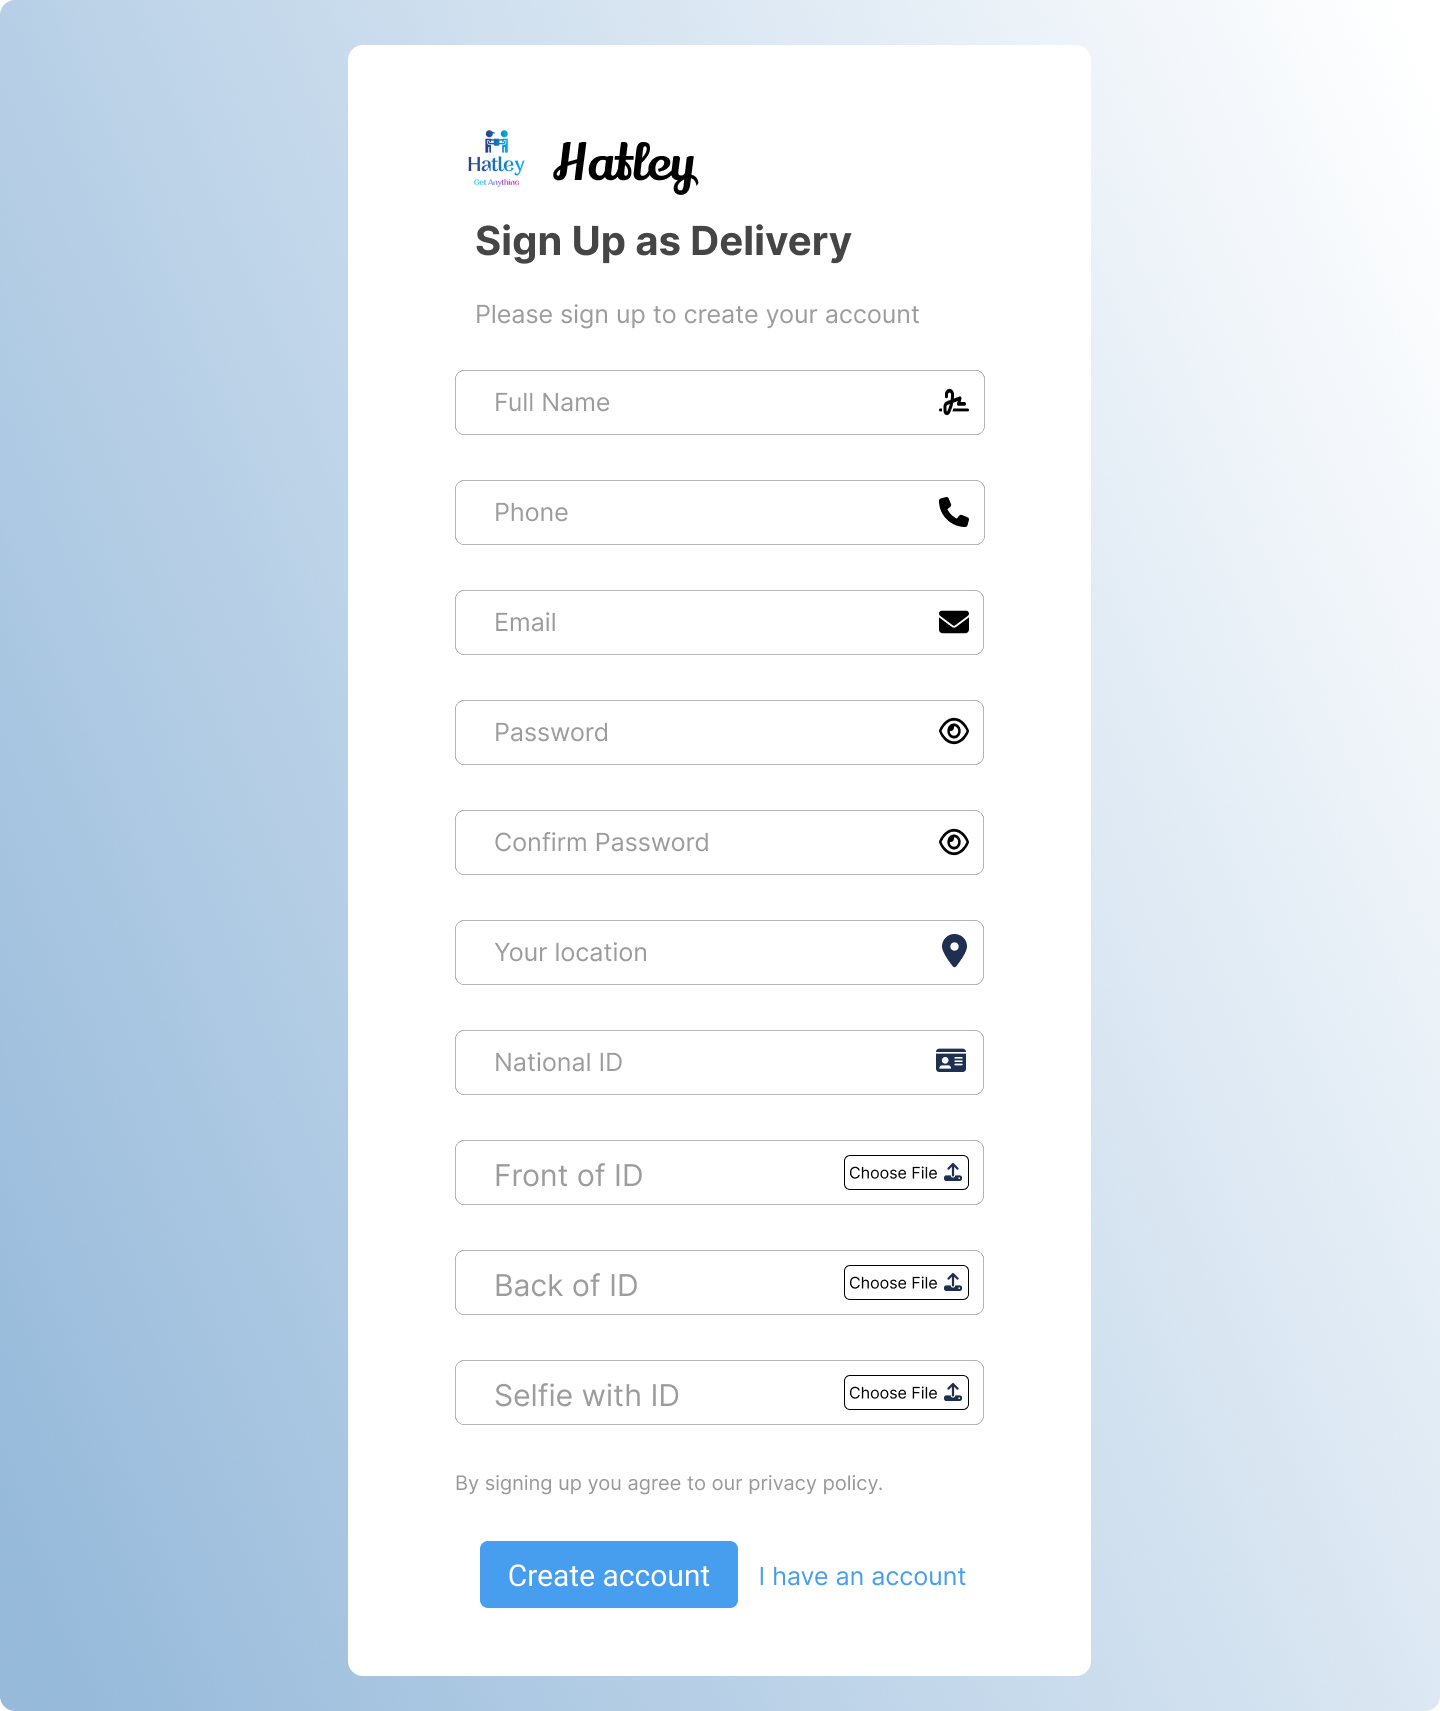 Hatley
Get Anything
Hatley
Sign Up as Delivery
Please sign up to create your account
Full Name
Phone
Email
Password
Confirm Password
Your location
National ID
Front of ID
Choose File
Back of ID
Choose File
Selfie with ID
Choose File
By signing up you agree to our privacy policy.
Create account
I have an account